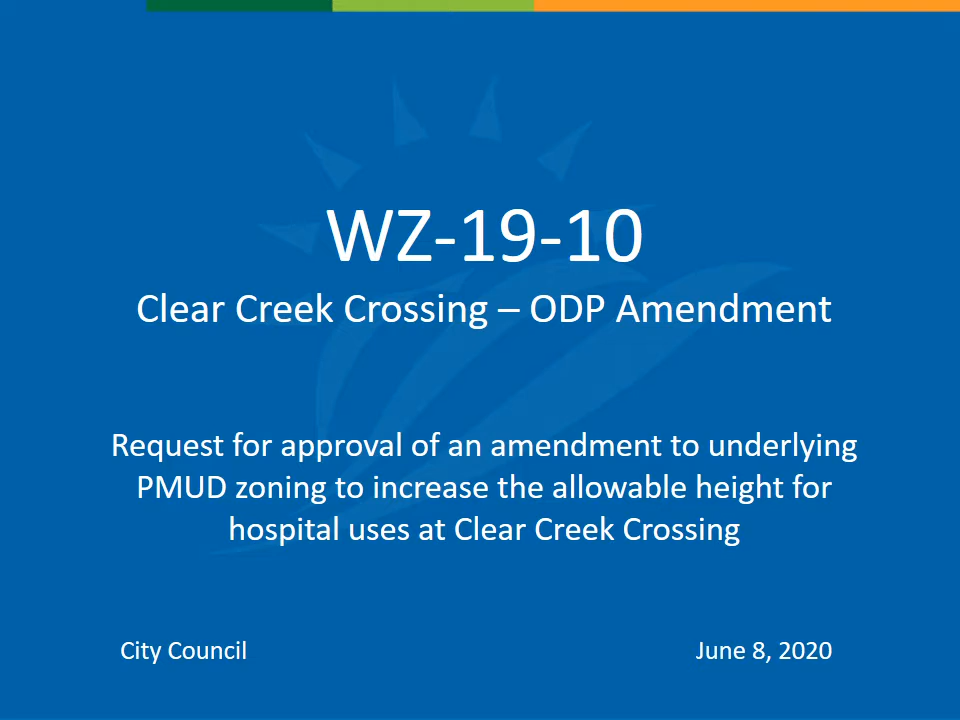 WZ-19-10
Clear Creek Crossing – ODP Amendment
Request for approval of an amendment to underlying
PMUD zoning to increase the allowable height for
hospital uses at Clear Creek Crossing
City Council
June 8, 2020